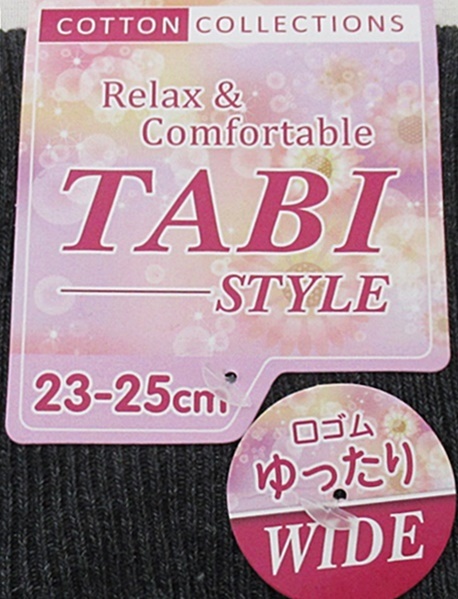 COTTON COLLECTIONS
Relax &
Comfortable
TABI
STYLE
23-25cm
口ゴム
ゆったり
WIDE